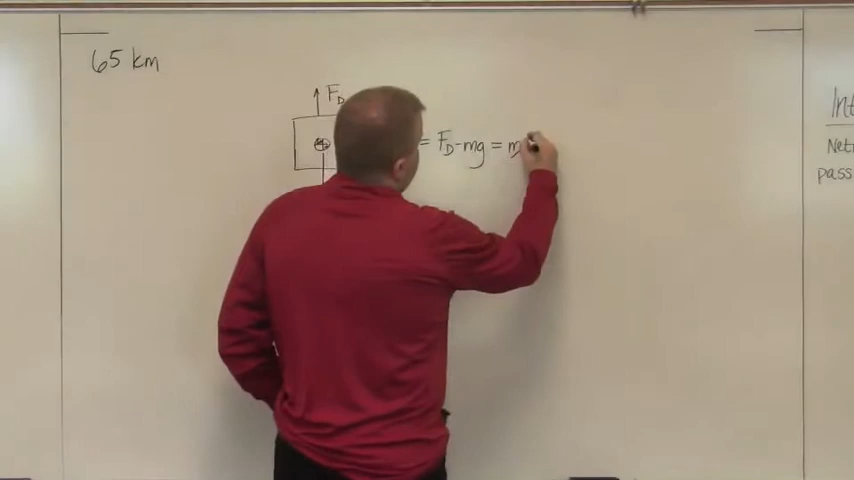 65 km
F_D
= F_D - mg = m
Int
Net
pass